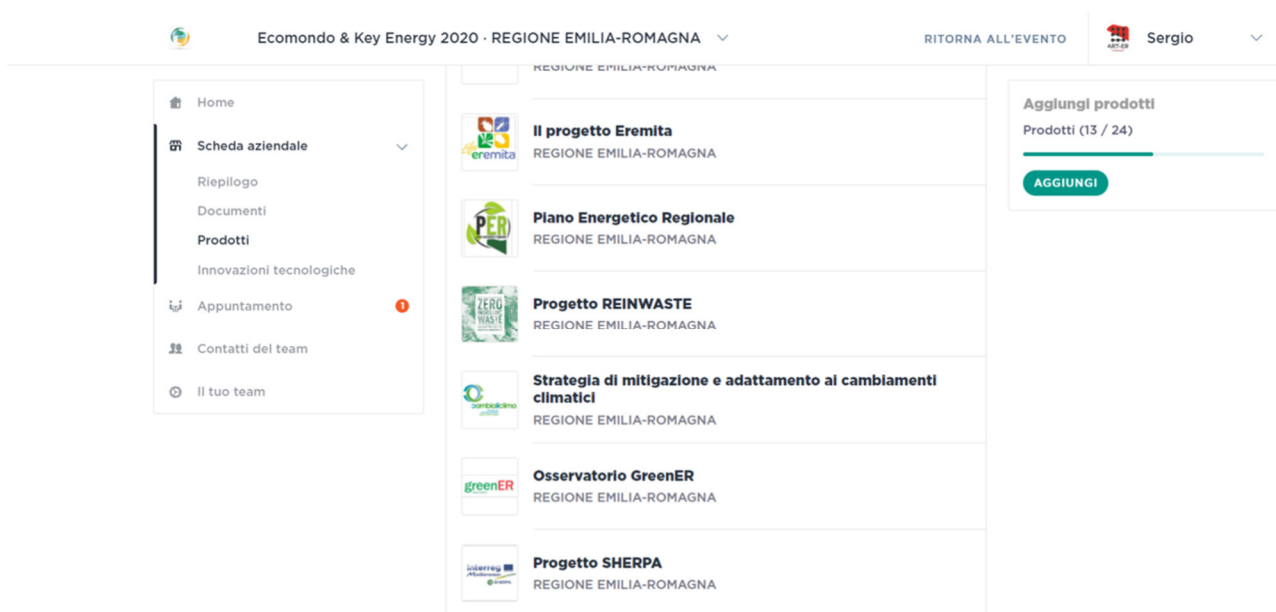 Ecomondo & Key Energy 2020 · REGIONE EMILIA-ROMAGNA
RITORNA ALL'EVENTO
ART-ER
Sergio
Home
Scheda aziendale
Riepilogo
Documenti
Prodotti
Innovazioni tecnologiche
Appuntamento
1
Contatti del team
Il tuo team
REGIONE EMILIA-ROMAGNA
eremita
Il progetto Eremita
REGIONE EMILIA-ROMAGNA
PER
Piano Energetico Regionale
REGIONE EMILIA-ROMAGNA
ZERO
WASTE
Progetto REINWASTE
REGIONE EMILIA-ROMAGNA
Strategia di mitigazione e adattamento ai cambiamenti
climatici
REGIONE EMILIA-ROMAGNA
greenER
Osservatorio GreenER
REGIONE EMILIA-ROMAGNA
Interreg
Mediterranean
SHERPA
Progetto SHERPA
REGIONE EMILIA-ROMAGNA
Aggiungi prodotti
Prodotti (13 / 24)
AGGIUNGI